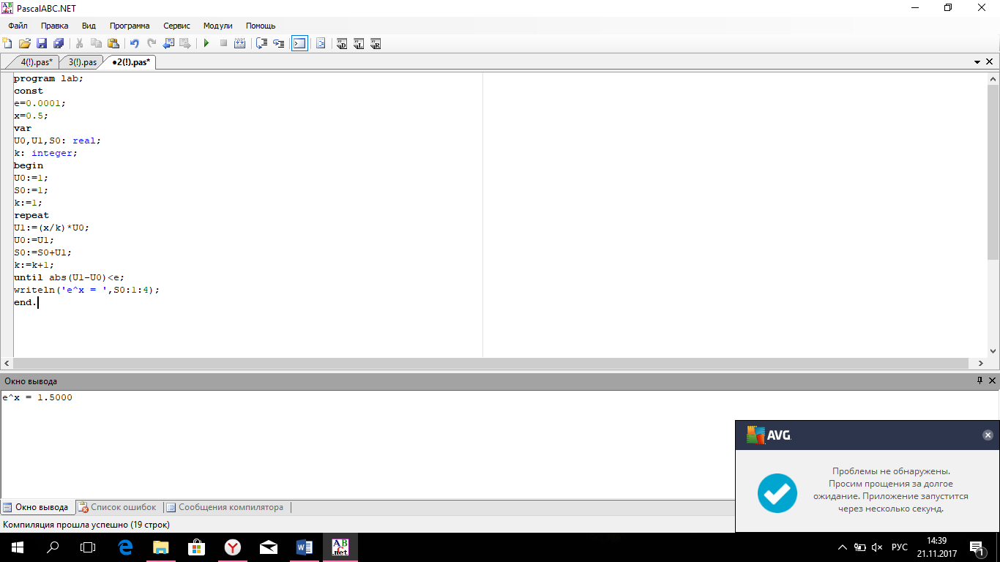 PascalABC.NET
Файл Правка Вид Программа Сервис Модули Помощь
4(!).pas* 3(!).pas •2(!).pas*
program lab;
const
e=0.0001;
x=0.5;
var
U0,U1,S0: real;
k: integer;
begin
U0:=1;
S0:=1;
k:=1;
repeat
U1:=(x/k)*U0;
U0:=U1;
S0:=S0+U1;
k:=k+1;
until abs(U1-U0)<e;
writeln('e^x = ',S0:1:4);
end.
Окно вывода
e^x = 1.5000
AVG
Проблемы не обнаружены.
Просим прощения за долгое
ожидание. Приложение запустится
через несколько секунд.
Окно вывода Список ошибок Сообщения компилятора
Компиляция прошла успешно (19 строк)
РУС
14:39
21.11.2017
1